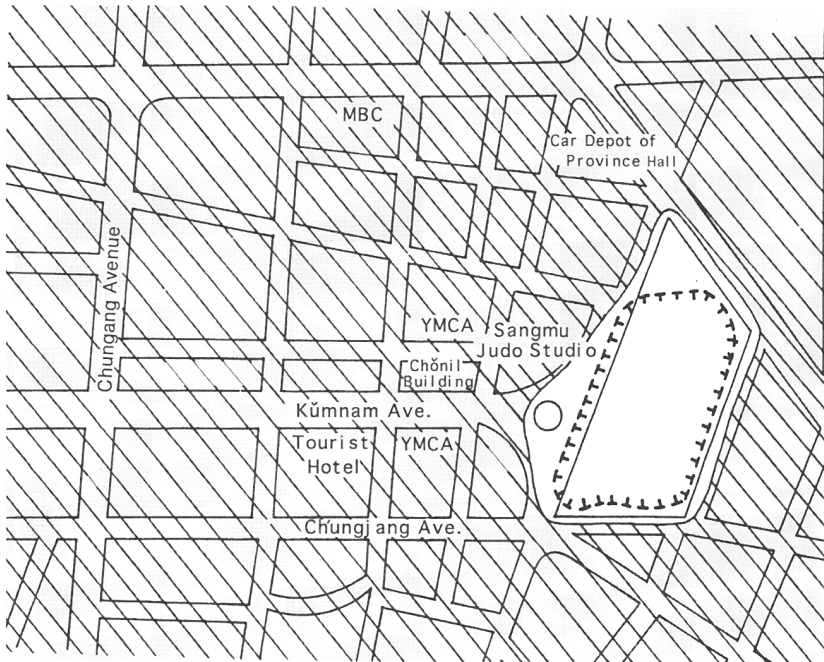 MBC
Car Depot of
Province Hall
Chungang Avenue
YMCA
Sangmu
Judo Studio
Chŏnil
Building
Kŭmnam Ave.
Tourist
Hotel
YMCA
Chungjang Ave.